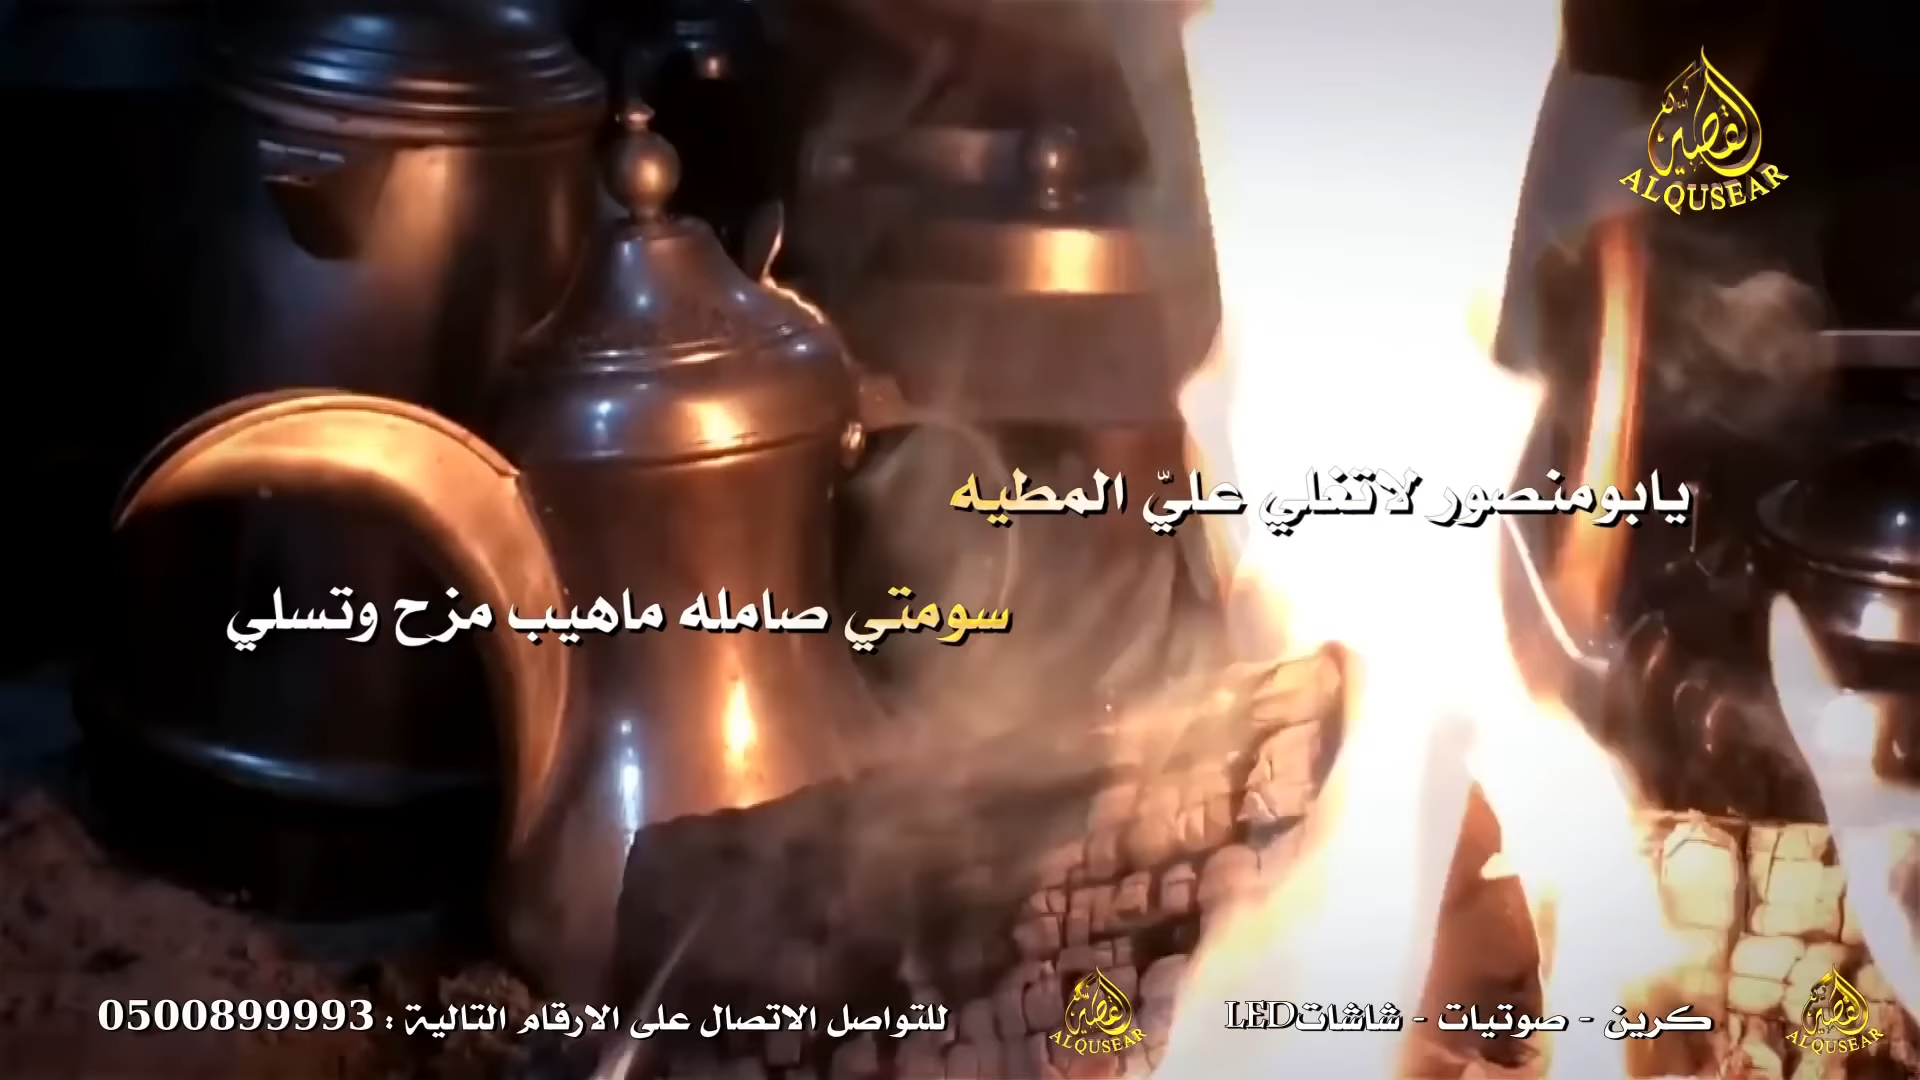 القصير
ALQUSEAR
يابومنصور لاتغلي عليّ المطيه
سومتي صامله ماهيب مزح وتسلي
كرين - صوتيات - شاشاتLED
القصير
ALQUSEAR
للتواصل الاتصال على الارقام التالية : 0500899993
القصير
ALQUSEAR